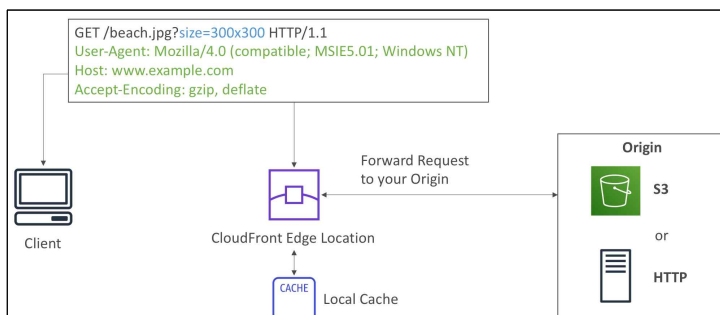 GET /beach.jpg?size=300x300 HTTP/1.1
User-Agent: Mozilla/4.0 (compatible; MSIE5.01; Windows NT)
Host: www.example.com
Accept-Encoding: gzip, deflate
Origin
Forward Request
to your Origin
S3
Client
CloudFront Edge Location
or
HTTP
CACHE
Local Cache